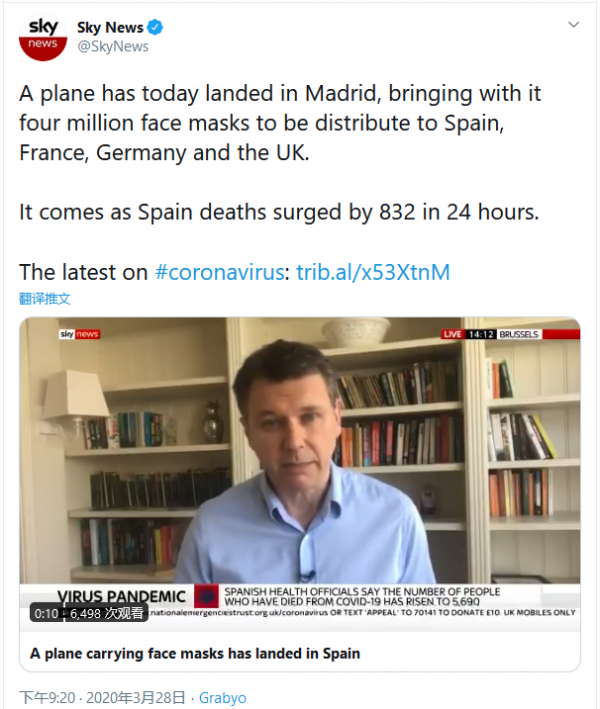 sky
news
Sky News
@SkyNews
A plane has today landed in Madrid, bringing with it
four million face masks to be distribute to Spain,
France, Germany and the UK.
It comes as Spain deaths surged by 832 in 24 hours.
The latest on #coronavirus: trib.al/x53XtnM
翻译推文
sky news
LIVE 14:12 BRUSSELS
VIRUS PANDEMIC
SPANISH HEALTH OFFICIALS SAY THE NUMBER OF PEOPLE
WHO HAVE DIED FROM COVID-19 HAS RISEN TO 5,690
0:10 6,498 次观看
.nationalemergenciestrust.org.uk/coronavirus OR TEXT 'APPEAL' TO 70141 TO DONATE £10. UK MOBILES ONLY
A plane carrying face masks has landed in Spain
下午9:20 · 2020年3月28日 · Grabyo